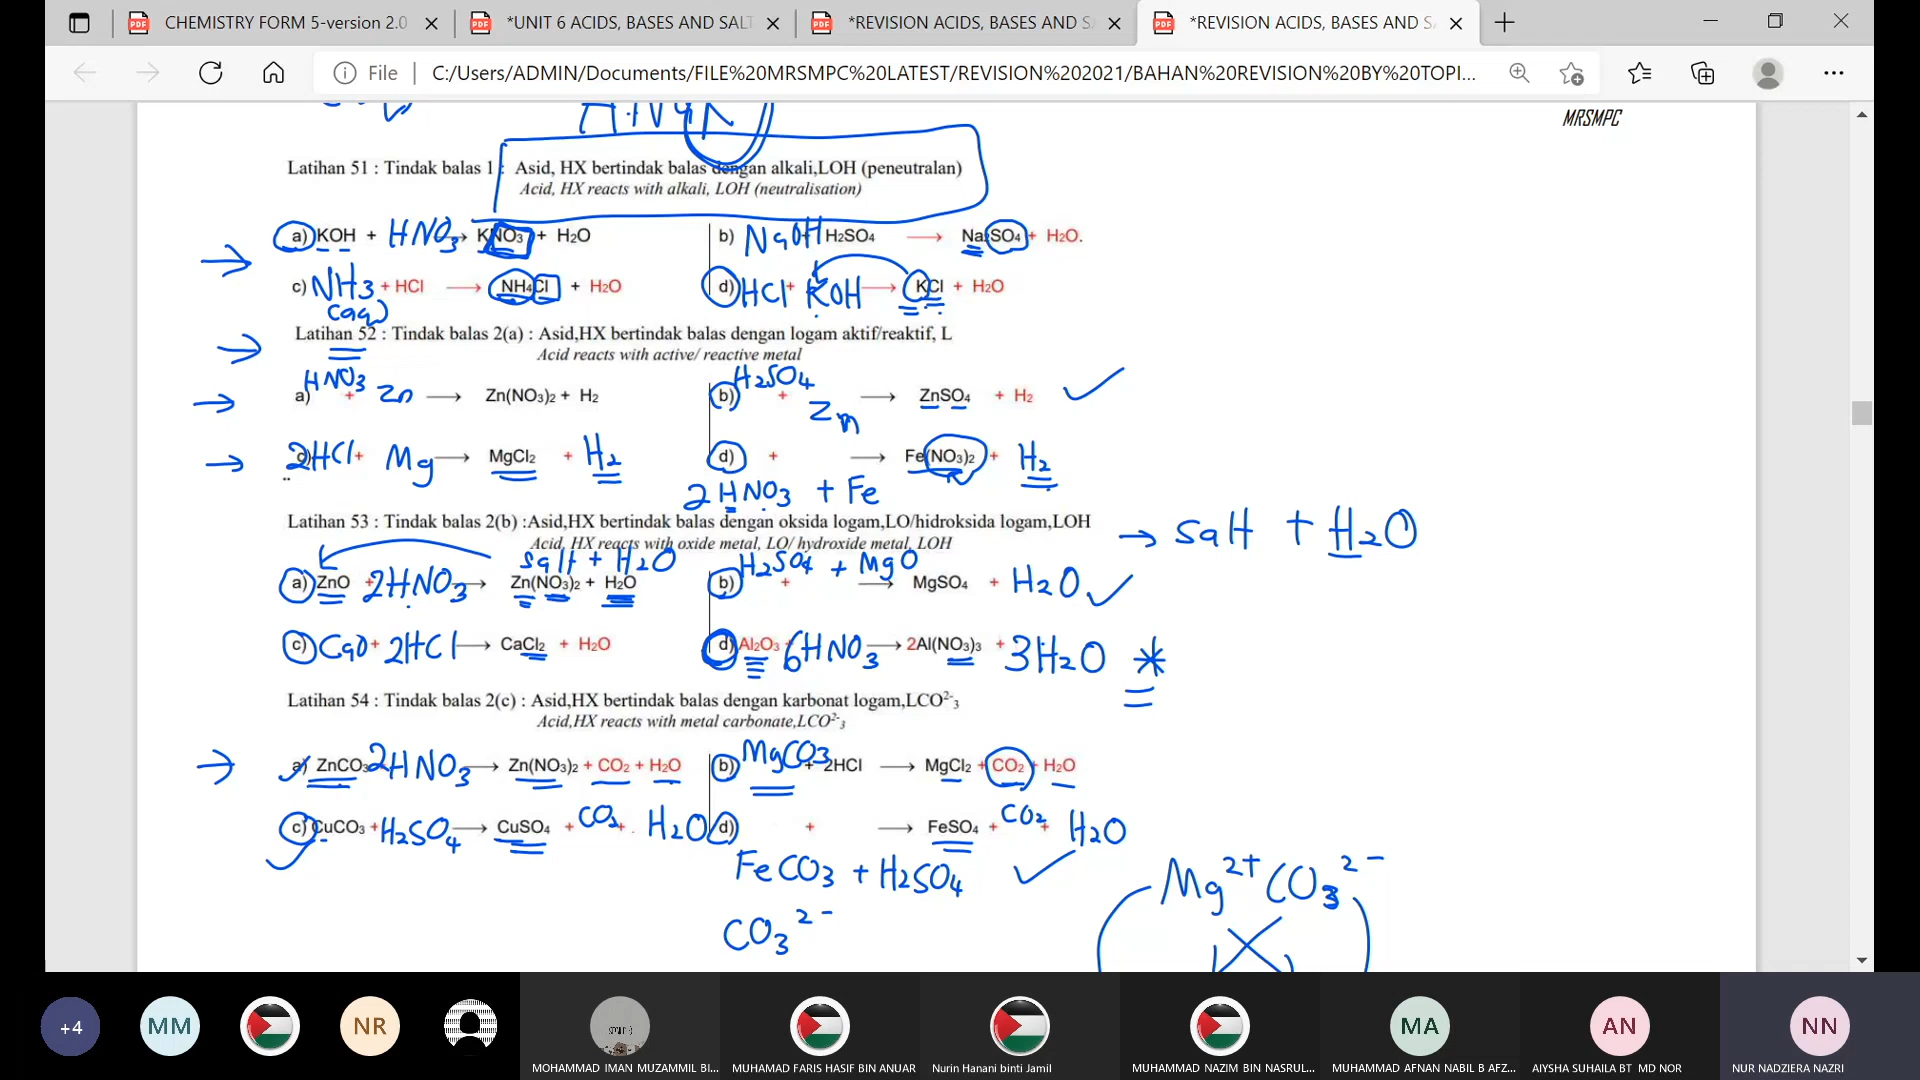 CHEMISTRY FORM 5-version 2.0
*UNIT 6 ACIDS, BASES AND SALT
*REVISION ACIDS, BASES AND SA
*REVISION ACIDS, BASES AND SA
File | C:/Users/ADMIN/Documents/FILE%20MRSMPC%20LATEST/REVISION%202021/BAHAN%20REVISION%20BY%20TOPI...
MRSMPC
Latihan 51 : Tindak balas 1 : Asid, HX bertindak balas dengan alkali,LOH (peneutralan)
Acid, HX reacts with alkali, LOH (neutralisation)
a) KOH + HNO3 → KNO3 + H2O
b) NaOH + H2SO4 → Na2SO4 + H2O.
c) NH3 + HCl → NH4Cl + H2O
(aq)
d) HCl + KOH → KCl + H2O
Latihan 52 : Tindak balas 2(a) : Asid,HX bertindak balas dengan logam aktif/reaktif, L
Acid reacts with active/ reactive metal
a) HNO3 + Zn → Zn(NO3)2 + H2
b) H2SO4 + Zn → ZnSO4 + H2
c) 2HCl + Mg → MgCl2 + H2
d) + → Fe(NO3)2 + H2
2HNO3 + Fe
Latihan 53 : Tindak balas 2(b) :Asid,HX bertindak balas dengan oksida logam,LO/hidroksida logam,LOH
Acid, HX reacts with oxide metal, LO/ hydroxide metal, LOH
→ salt + H2O
salt + H2O
a) ZnO + 2HNO3 → Zn(NO3)2 + H2O
b) H2SO4 + MgO → MgSO4 + H2O
c) CaO + 2HCl → CaCl2 + H2O
d) Al2O3 + 6HNO3 → 2Al(NO3)3 + 3H2O *
Latihan 54 : Tindak balas 2(c) : Asid,HX bertindak balas dengan karbonat logam,LCO2-3
Acid,HX reacts with metal carbonate,LCO2-3
a) ZnCO3 2HNO3 → Zn(NO3)2 + CO2 + H2O
b) MgCO3 + 2HCl → MgCl2 + CO2 + H2O
c) CuCO3 + H2SO4 → CuSO4 + CO2 + H2O
d) + → FeSO4 + CO2 + H2O
FeCO3 + H2SO4
CO3 2-
Mg2+ CO3 2-
+4
MM
NR
MA
AN
NN
MOHAMMAD IMAN MUZAMMIL BI...
MUHAMAD FARIS HASIF BIN ANUAR
Nurin Hanani binti Jamil
MUHAMMAD NAZIM BIN NASRUL...
MUHAMMAD AFNAN NABIL B AFZ...
AIYSHA SUHAILA BT MD NOR
NUR NADZIERA NAZRI